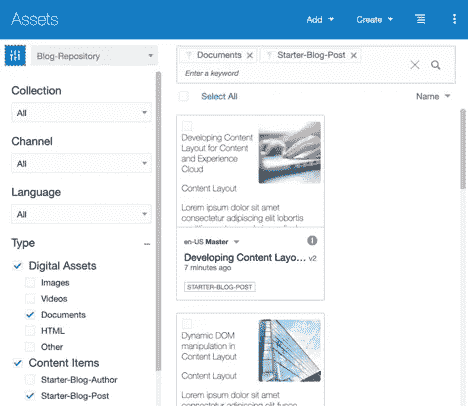 Assets
Add
Create
Blog-Repository
Collection
All
Channel
All
Language
All
Type
Digital Assets
Images
Videos
Documents
HTML
Other
Content Items
Starter-Blog-Author
Starter-Blog-Post
Documents
Starter-Blog-Post
Enter a keyword
Select All
Name
Developing Content
Layout for Content
and Experience
Cloud
Content Layout
Lorem ipsum dolor sit amet
consectetur adipiscing elit lobortis
en-US Master
Developing Content Layo... v2
7 minutes ago
STARTER-BLOG-POST
Dynamic DOM
manipulation in
Content Layout
Content Layout
Lorem ipsum dolor sit amet